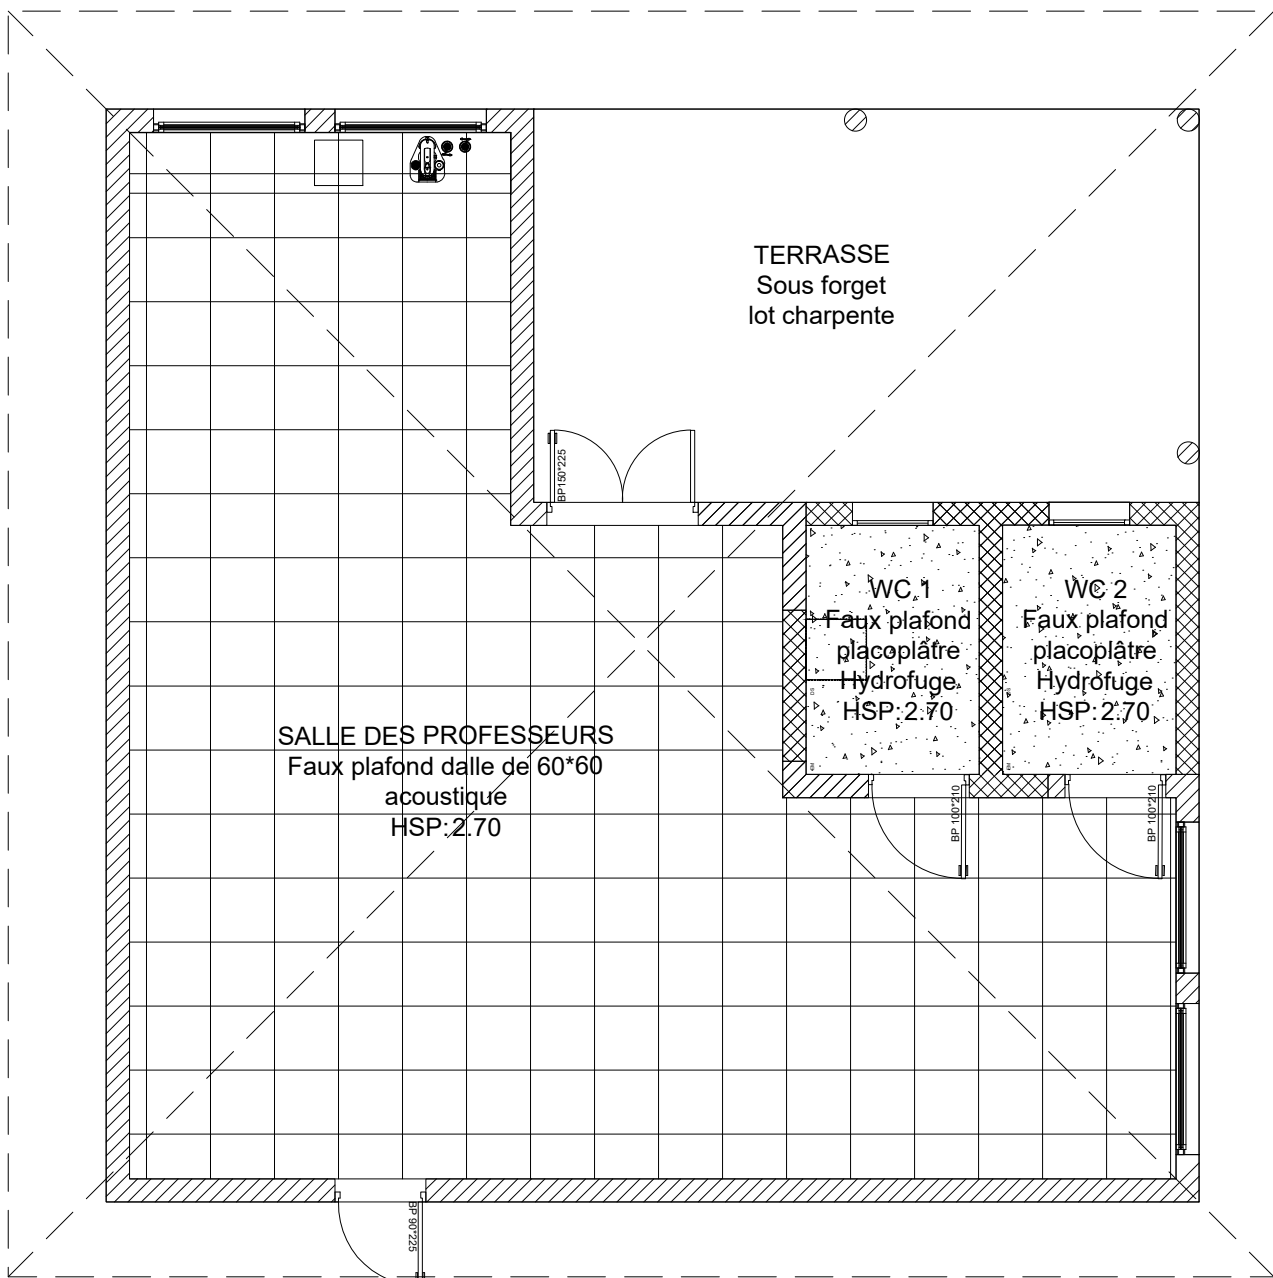 TERRASSE
Sous forget
lot charpente
BP150*225
WC 1
Faux plafond
placoplâtre
Hydrofuge
HSP:2.70
WC 2
Faux plafond
placoplâtre
Hydrofuge
HSP:2.70
SALLE DES PROFESSEURS
Faux plafond dalle de 60*60
acoustique
HSP:2.70
BP 100*210
BP 100*210
BP 90*225